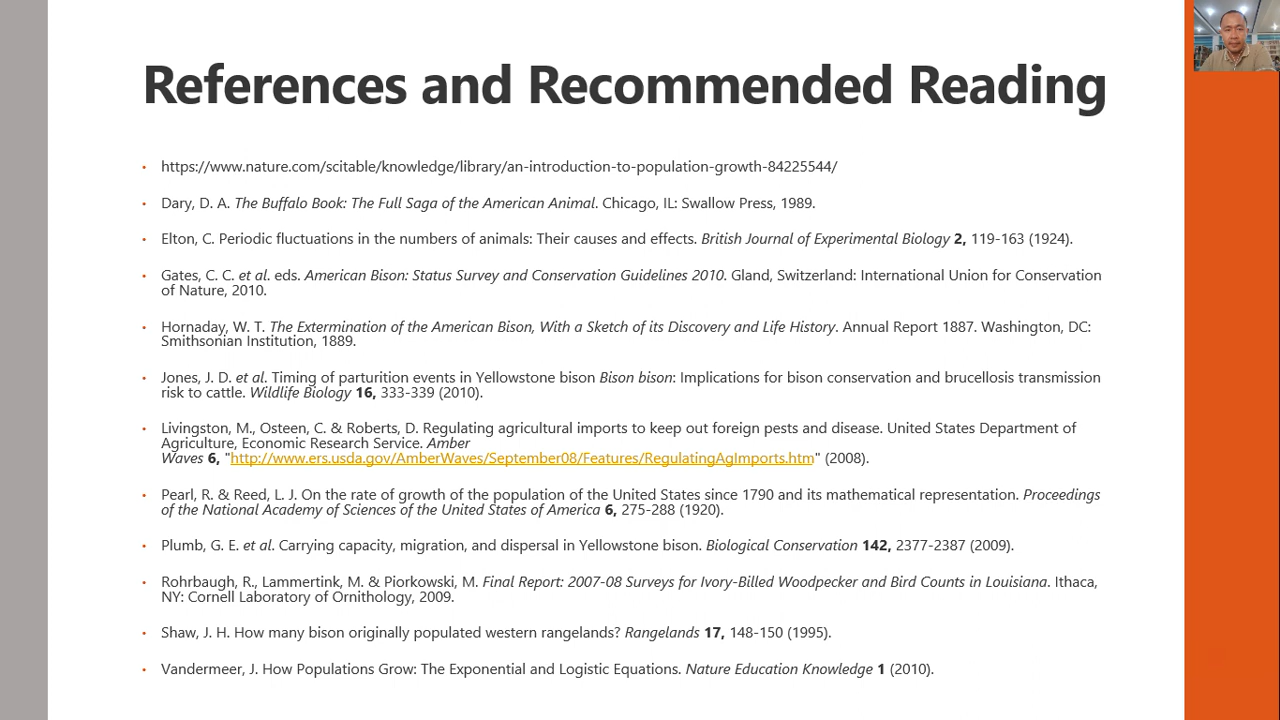 References and Recommended Reading
• https://www.nature.com/scitable/knowledge/library/an-introduction-to-population-growth-84225544/
• Dary, D. A. The Buffalo Book: The Full Saga of the American Animal. Chicago, IL: Swallow Press, 1989.
• Elton, C. Periodic fluctuations in the numbers of animals: Their causes and effects. British Journal of Experimental Biology 2, 119-163 (1924).
• Gates, C. C. et al. eds. American Bison: Status Survey and Conservation Guidelines 2010. Gland, Switzerland: International Union for Conservation
of Nature, 2010.
• Hornaday, W. T. The Extermination of the American Bison, With a Sketch of its Discovery and Life History. Annual Report 1887. Washington, DC:
Smithsonian Institution, 1889.
• Jones, J. D. et al. Timing of parturition events in Yellowstone bison Bison bison: Implications for bison conservation and brucellosis transmission
risk to cattle. Wildlife Biology 16, 333-339 (2010).
• Livingston, M., Osteen, C. & Roberts, D. Regulating agricultural imports to keep out foreign pests and disease. United States Department of
Agriculture, Economic Research Service. Amber
Waves 6, "http://www.ers.usda.gov/AmberWaves/September08/Features/RegulatingAgImports.htm" (2008).
• Pearl, R. & Reed, L. J. On the rate of growth of the population of the United States since 1790 and its mathematical representation. Proceedings
of the National Academy of Sciences of the United States of America 6, 275-288 (1920).
• Plumb, G. E. et al. Carrying capacity, migration, and dispersal in Yellowstone bison. Biological Conservation 142, 2377-2387 (2009).
• Rohrbaugh, R., Lammertink, M. & Piorkowski, M. Final Report: 2007-08 Surveys for Ivory-Billed Woodpecker and Bird Counts in Louisiana. Ithaca,
NY: Cornell Laboratory of Ornithology, 2009.
• Shaw, J. H. How many bison originally populated western rangelands? Rangelands 17, 148-150 (1995).
• Vandermeer, J. How Populations Grow: The Exponential and Logistic Equations. Nature Education Knowledge 1 (2010).